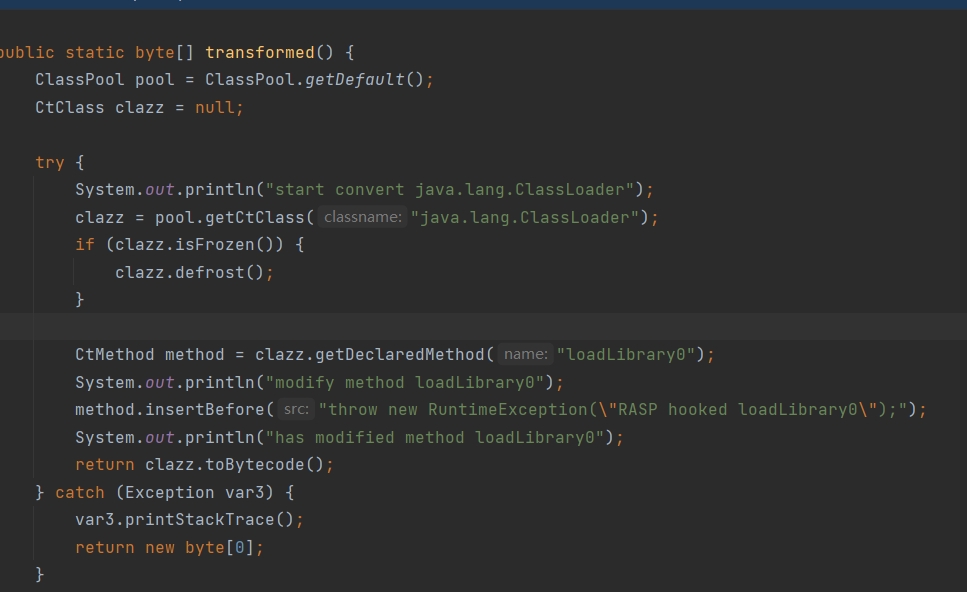 public static byte[] transformed() {
    ClassPool pool = ClassPool.getDefault();
    CtClass clazz = null;
    try {
        System.out.println("start convert java.lang.ClassLoader");
        clazz = pool.getCtClass( classname: "java.lang.ClassLoader");
        if (clazz.isFrozen()) {
            clazz.defrost();
        }
        CtMethod method = clazz.getDeclaredMethod( name: "loadLibrary0");
        System.out.println("modify method loadLibrary0");
        method.insertBefore( src: "throw new RuntimeException(\"RASP hooked loadLibrary0\");");
        System.out.println("has modified method loadLibrary0");
        return clazz.toBytecode();
    } catch (Exception var3) {
        var3.printStackTrace();
        return new byte[0];
    }